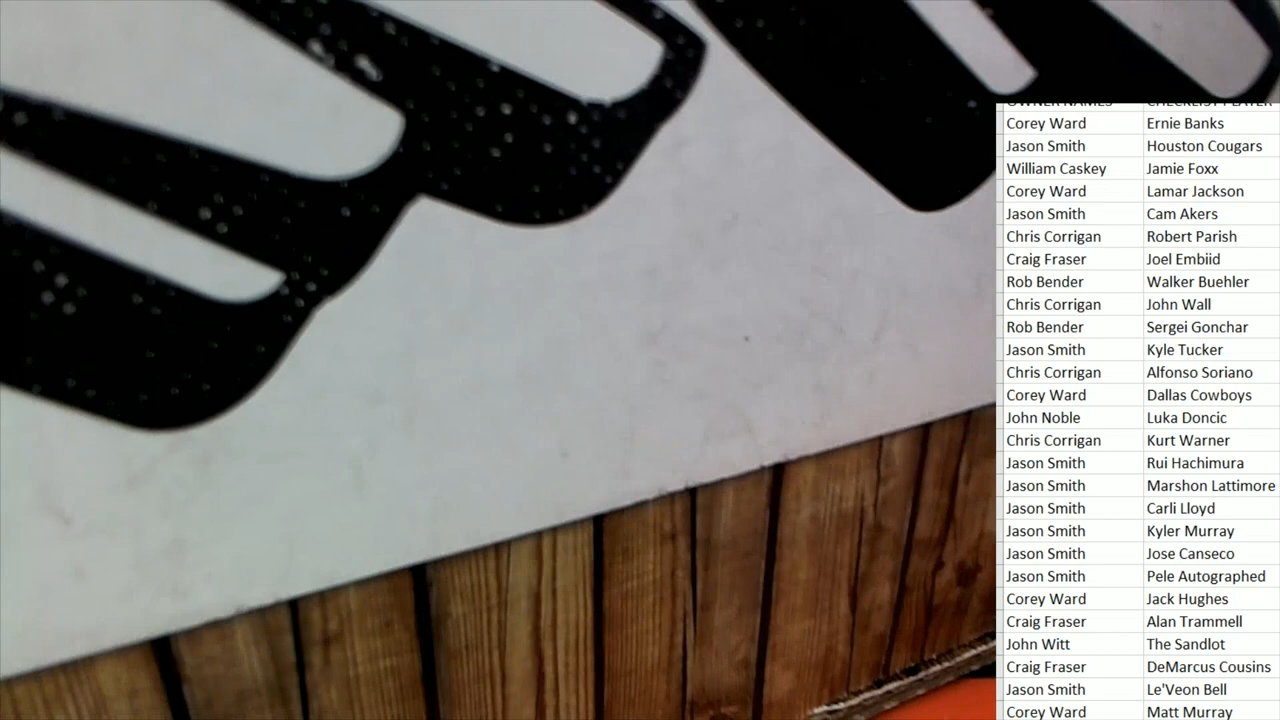 OWNER NAMES CHECKLIST PLAYER
Corey Ward Ernie Banks
Jason Smith Houston Cougars
William Caskey Jamie Foxx
Corey Ward Lamar Jackson
Jason Smith Cam Akers
Chris Corrigan Robert Parish
Craig Fraser Joel Embiid
Rob Bender Walker Buehler
Chris Corrigan John Wall
Rob Bender Sergei Gonchar
Jason Smith Kyle Tucker
Chris Corrigan Alfonso Soriano
Corey Ward Dallas Cowboys
John Noble Luka Doncic
Chris Corrigan Kurt Warner
Jason Smith Rui Hachimura
Jason Smith Marshon Lattimore
Jason Smith Carli Lloyd
Jason Smith Kyler Murray
Jason Smith Jose Canseco
Jason Smith Pele Autographed
Corey Ward Jack Hughes
Craig Fraser Alan Trammell
John Witt The Sandlot
Craig Fraser DeMarcus Cousins
Jason Smith Le'Veon Bell
Corey Ward Matt Murray